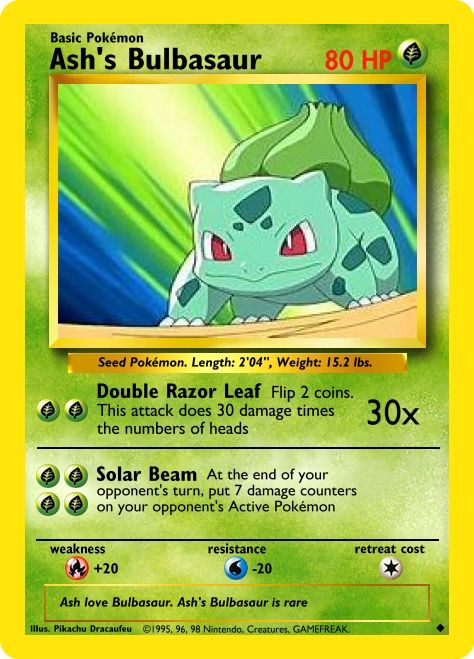 Basic Pokémon
Ash's Bulbasaur 80 HP
Seed Pokémon. Length: 2'04", Weight: 15.2 lbs.
Double Razor Leaf Flip 2 coins.
This attack does 30 damage times
the numbers of heads
30x
Solar Beam At the end of your
opponent's turn, put 7 damage counters
on your opponent's Active Pokémon
weakness resistance retreat cost
+20 -20
Ash love Bulbasaur. Ash's Bulbasaur is rare
Illus. Pikachu Dracaufeu ©1995, 96, 98 Nintendo, Creatures, GAMEFREAK.